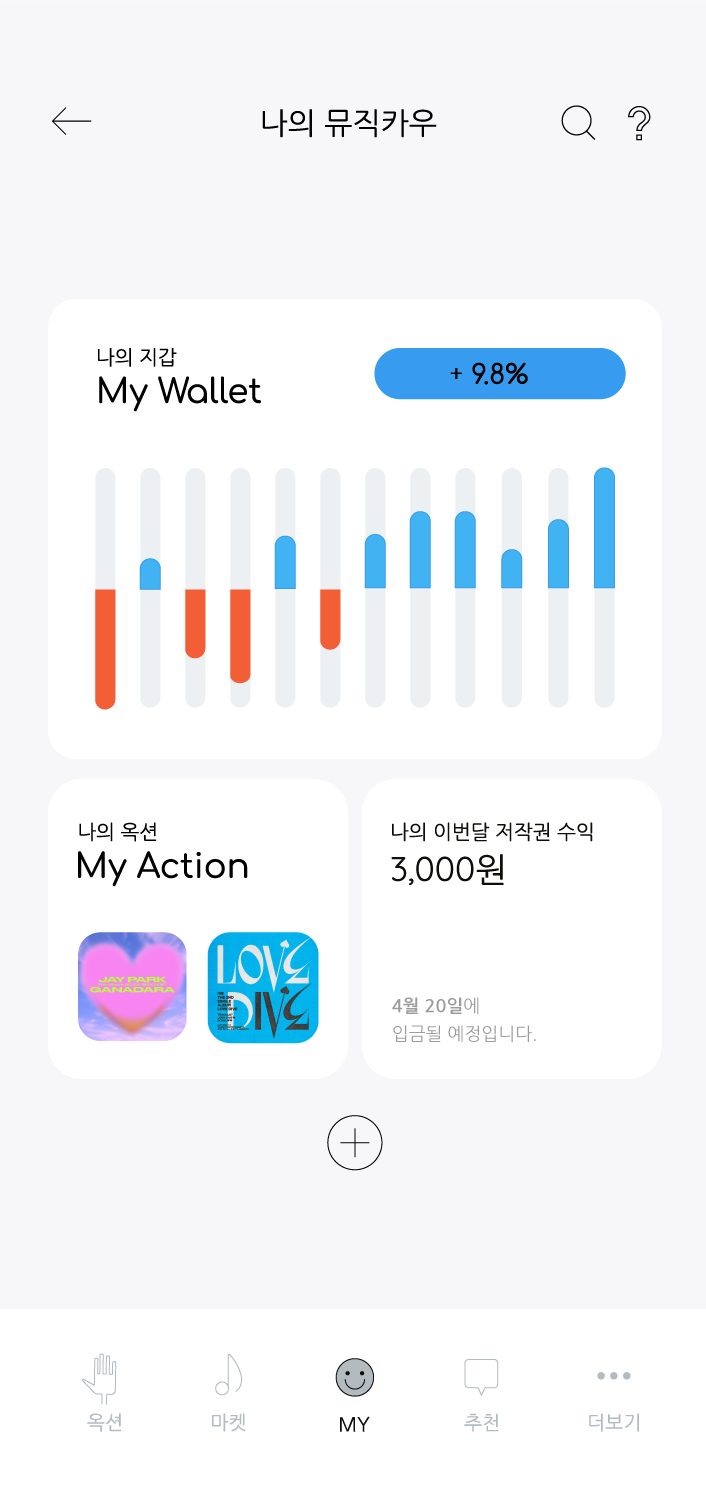 나의 뮤직카우
나의 지갑
My Wallet
+ 9.8%
나의 옥션
My Action
JAY PARK
GANADARA
LOVE
DIVE
나의 이번달 저작권 수익
3,000원
4월 20일에
입금될 예정입니다.
옥션
마켓
MY
추천
더보기